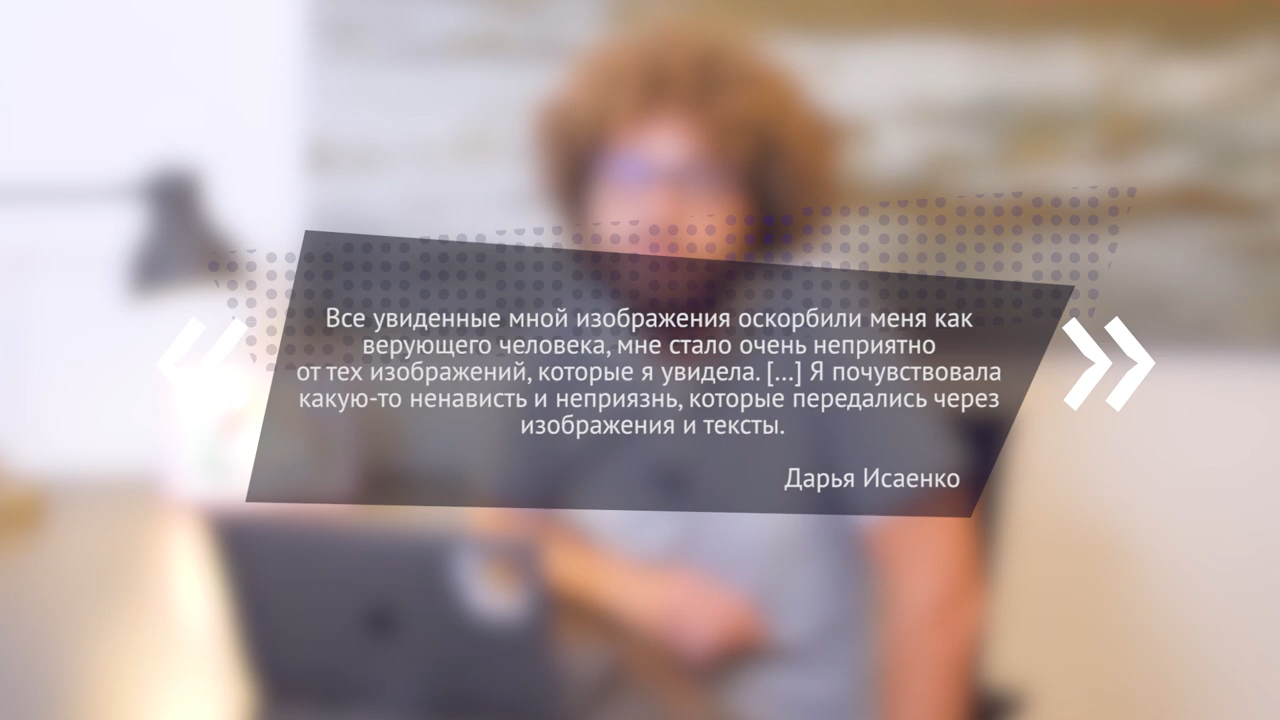 Все увиденные мной изображения оскорбили меня как
верующего человека, мне стало очень неприятно
от тех изображений, которые я увидела. [...] Я почувствовала
какую-то ненависть и неприязнь, которые передались через
изображения и тексты.
Дарья Исаенко